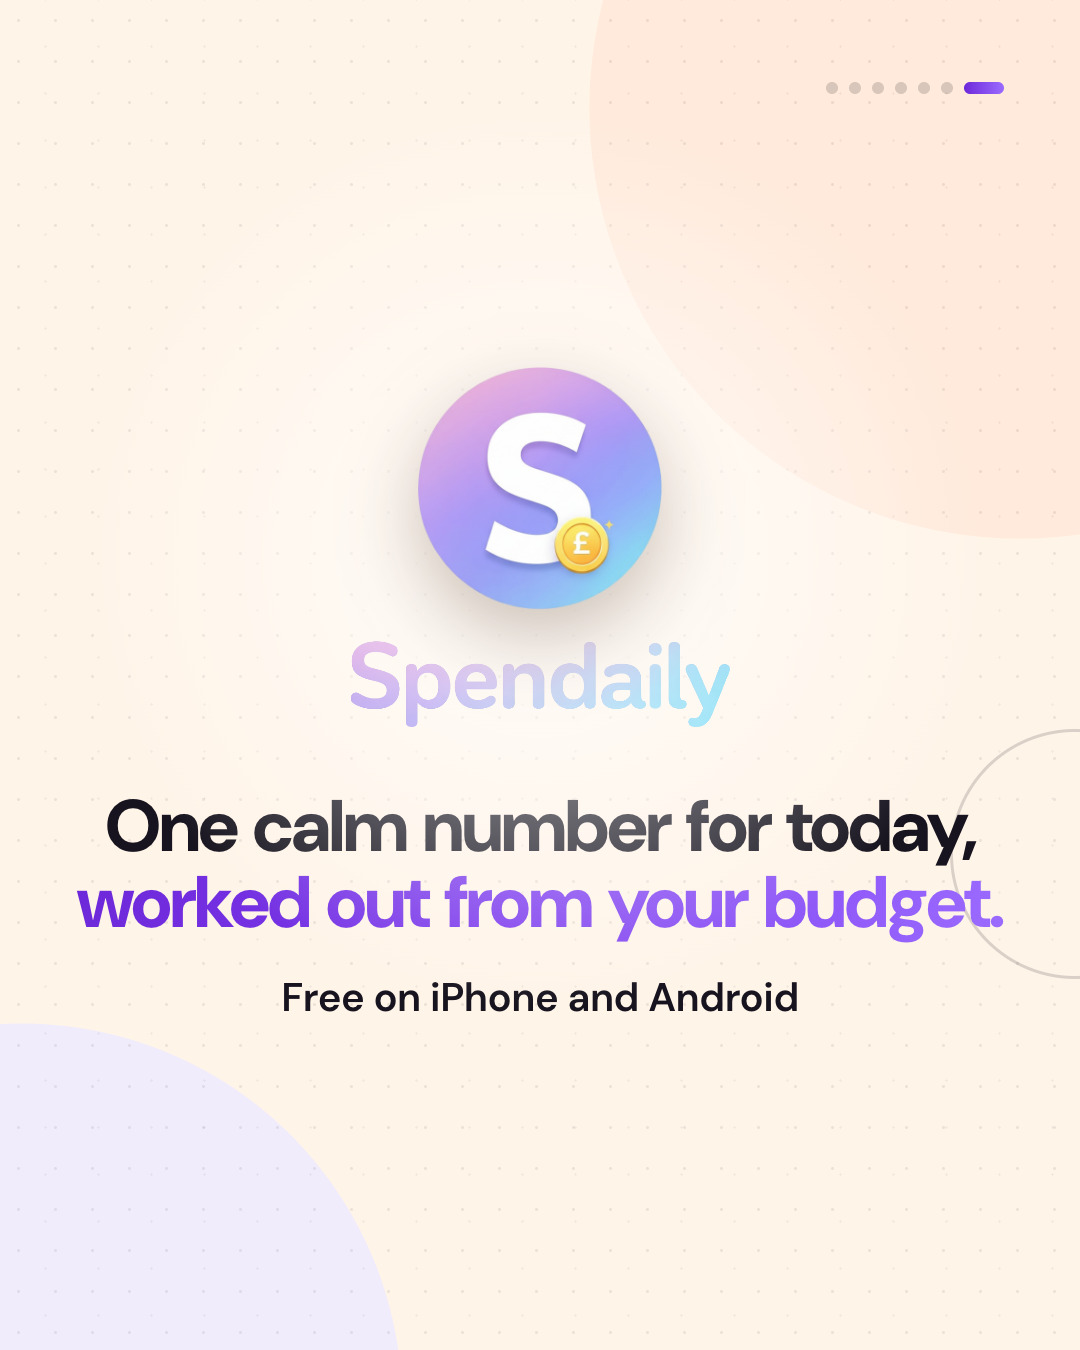 S
£
Spendaily
One calm number for today,
worked out from your budget.
Free on iPhone and Android